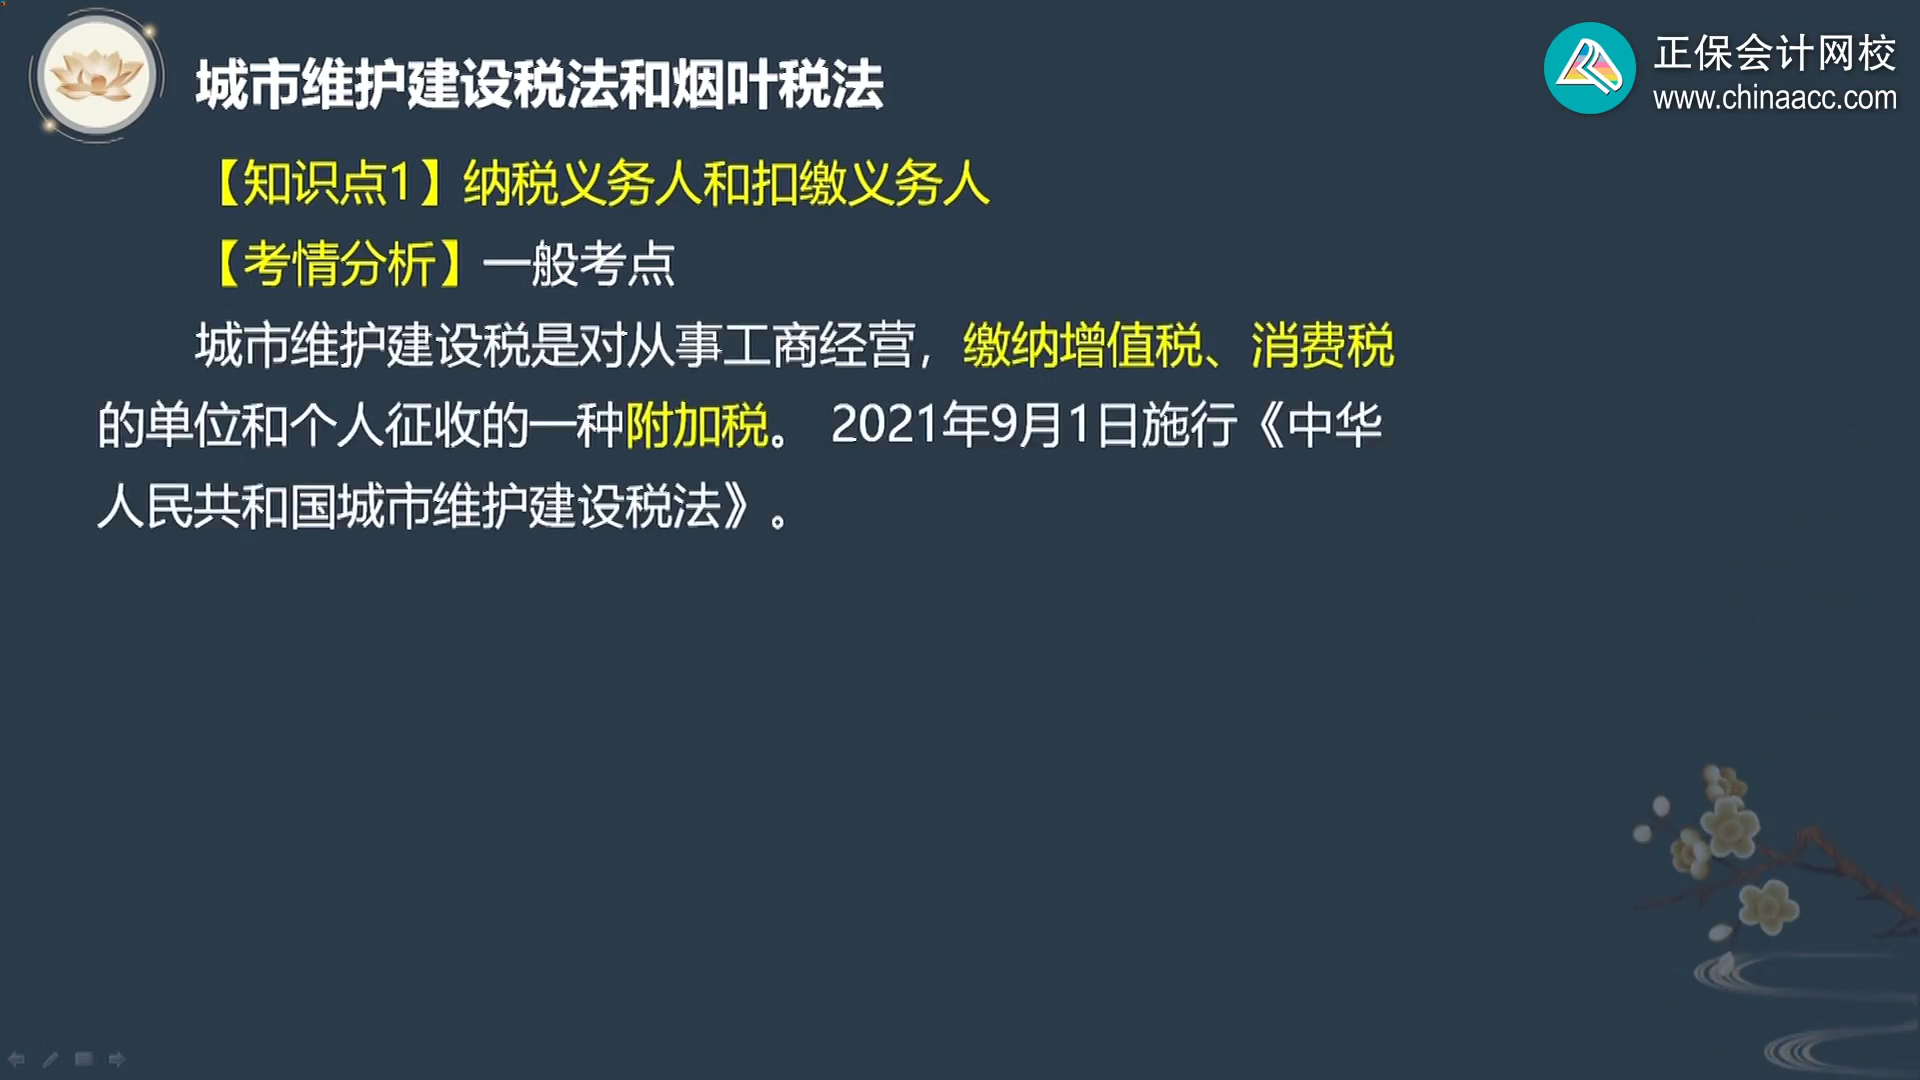 城市维护建设税法和烟叶税法
正保会计网校
www.chinaacc.com
【知识点1】纳税义务人和扣缴义务人
【考情分析】一般考点
城市维护建设税是对从事工商经营，缴纳增值税、消费税
的单位和个人征收的一种附加税。 2021年9月1日施行《中华
人民共和国城市维护建设税法》。